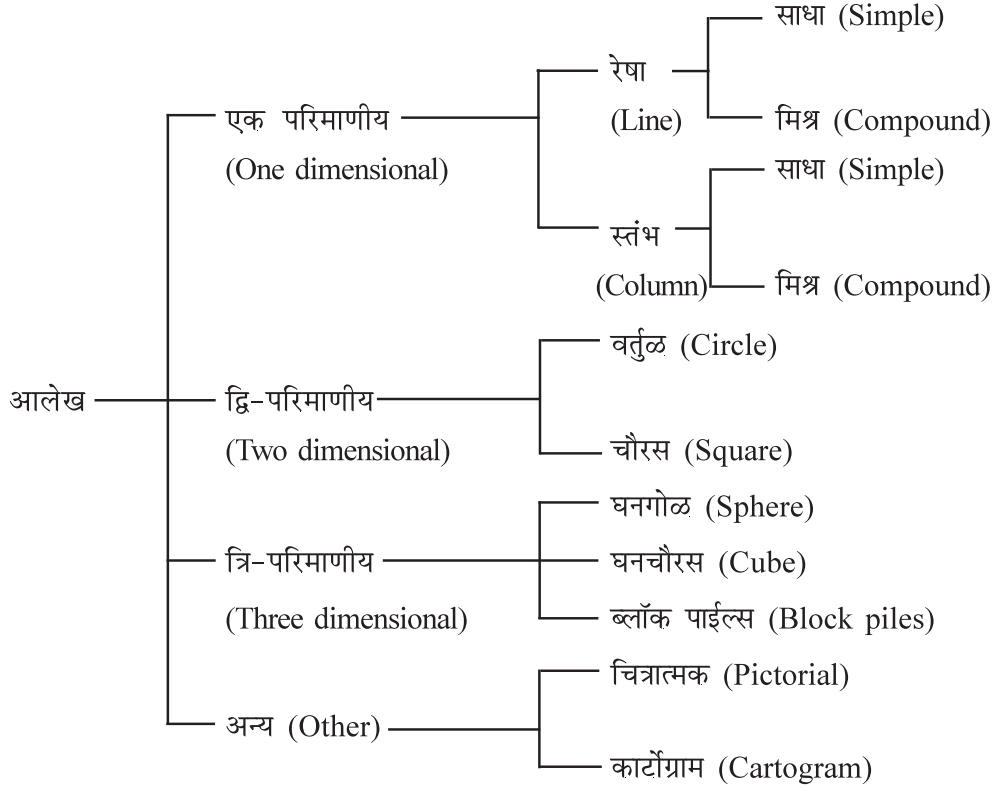 साधा (Simple)
रेषा
(Line)
मिश्र (Compound)
एक परिमाणीय
(One dimensional)
साधा (Simple)
स्तंभ
(Column)
मिश्र (Compound)
वर्तुळ (Circle)
आलेख
द्वि-परिमाणीय
(Two dimensional)
चौरस (Square)
घनगोळ (Sphere)
त्रि-परिमाणीय
(Three dimensional)
घनचौरस (Cube)
ब्लॉक पाईल्स (Block piles)
चित्रात्मक (Pictorial)
अन्य (Other)
कार्टोग्राम (Cartogram)